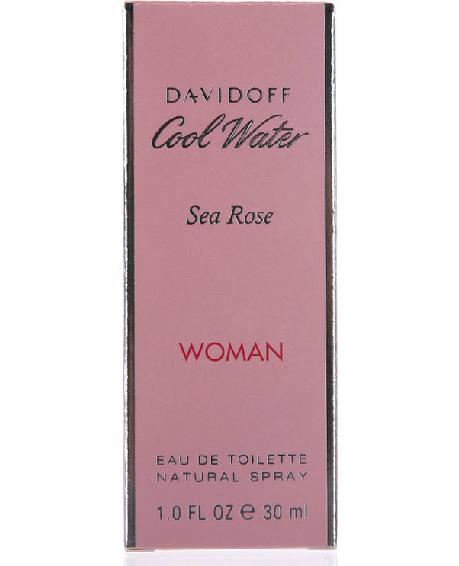 DAVIDOFF
Cool Water
Sea Rose
WOMAN
EAU DE TOILETTE
NATURAL SPRAY
1.0 FL OZ ℮ 30 ml